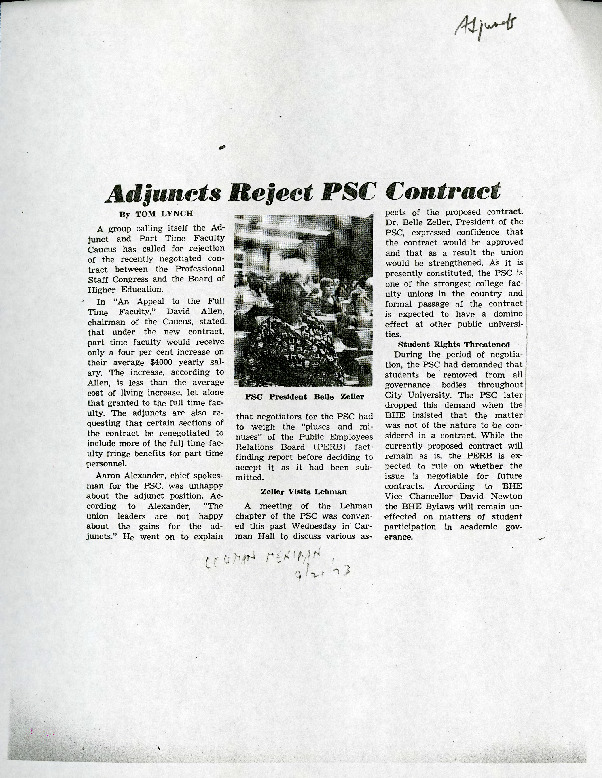 Adjuncts
Adjuncts Reject PSC Contract
By TOM LYNCH
A group calling itself the Ad-
junct and Part Time Faculty
Caucus has called for rejection
of the recently negotiated con-
tract between the Professional
Staff Congress and the Board of
Higher Education.
In "An Appeal to the Full
Time Faculty," David Allen,
chairman of the Caucus, stated
that under the new contract,
part time faculty would receive
only a four per cent increase on
their average $4000 yearly sal-
ary. The increase, according to
Allen, is less than the average
cost of living increase, let alone
that granted to the full time fac-
ulty. The adjuncts are also re-
questing that certain sections of
the contract be renegotiated to
include more of the full time fac-
ulty fringe benefits for part time
personnel.
Aaron Alexander, chief spokes-
man for the PSC, was unhappy
about the adjunct position. Ac-
cording to Alexander, "The
union leaders are not happy
about the gains for the ad-
juncts." He went on to explain
PSC President Belle Zeller
that negotiators for the PSC had
to weigh the "pluses and mi-
nuses" of the Public Employees
Relations Board (PERB) fact-
finding report before deciding to
accept it as it had been sub-
mitted.
Zeller Visits Lehman
A meeting of the Lehman
chapter of the PSC was conven-
ed this past Wednesday in Car-
man Hall to discuss various as-
pects of the proposed contract.
Dr. Belle Zeller, President of the
PSC, expressed confidence that
the contract would be approved
and that as a result the union
would be strengthened. As it is
presently constituted, the PSC is
one of the strongest college fac-
ulty unions in the country and
formal passage of the contract
is expected to have a domino
effect at other public universi-
ties.
Student Rights Threatened
During the period of negotia-
tion, the PSC had demanded that
students be removed from all
governance bodies throughout
City University. The PSC later
dropped this demand when the
BHE insisted that the matter
was not of the nature to be con-
sidered in a contract. While the
currently proposed contract will
remain as is, the PERB is ex-
pected to rule on whether the
issue is negotiable for future
contracts. According to BHE
Vice Chancellor David Newton
the BHE Bylaws will remain un-
effected on matters of student
participation in academic gov-
erance.
LEHMAN MERIDIAN
9/21/73